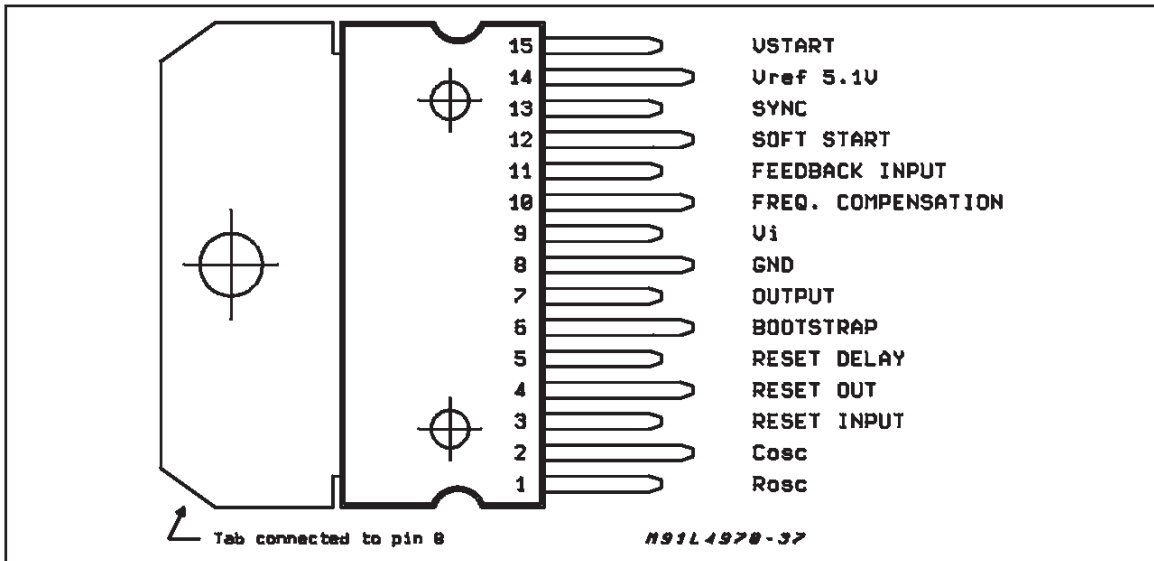 15 VSTART
14 Vref 5.1V
13 SYNC
12 SOFT START
11 FEEDBACK INPUT
10 FREQ. COMPENSATION
9 Vi
8 GND
7 OUTPUT
6 BOOTSTRAP
5 RESET DELAY
4 RESET OUT
3 RESET INPUT
2 Cosc
1 Rosc
Tab connected to pin 8
M91L4970-37